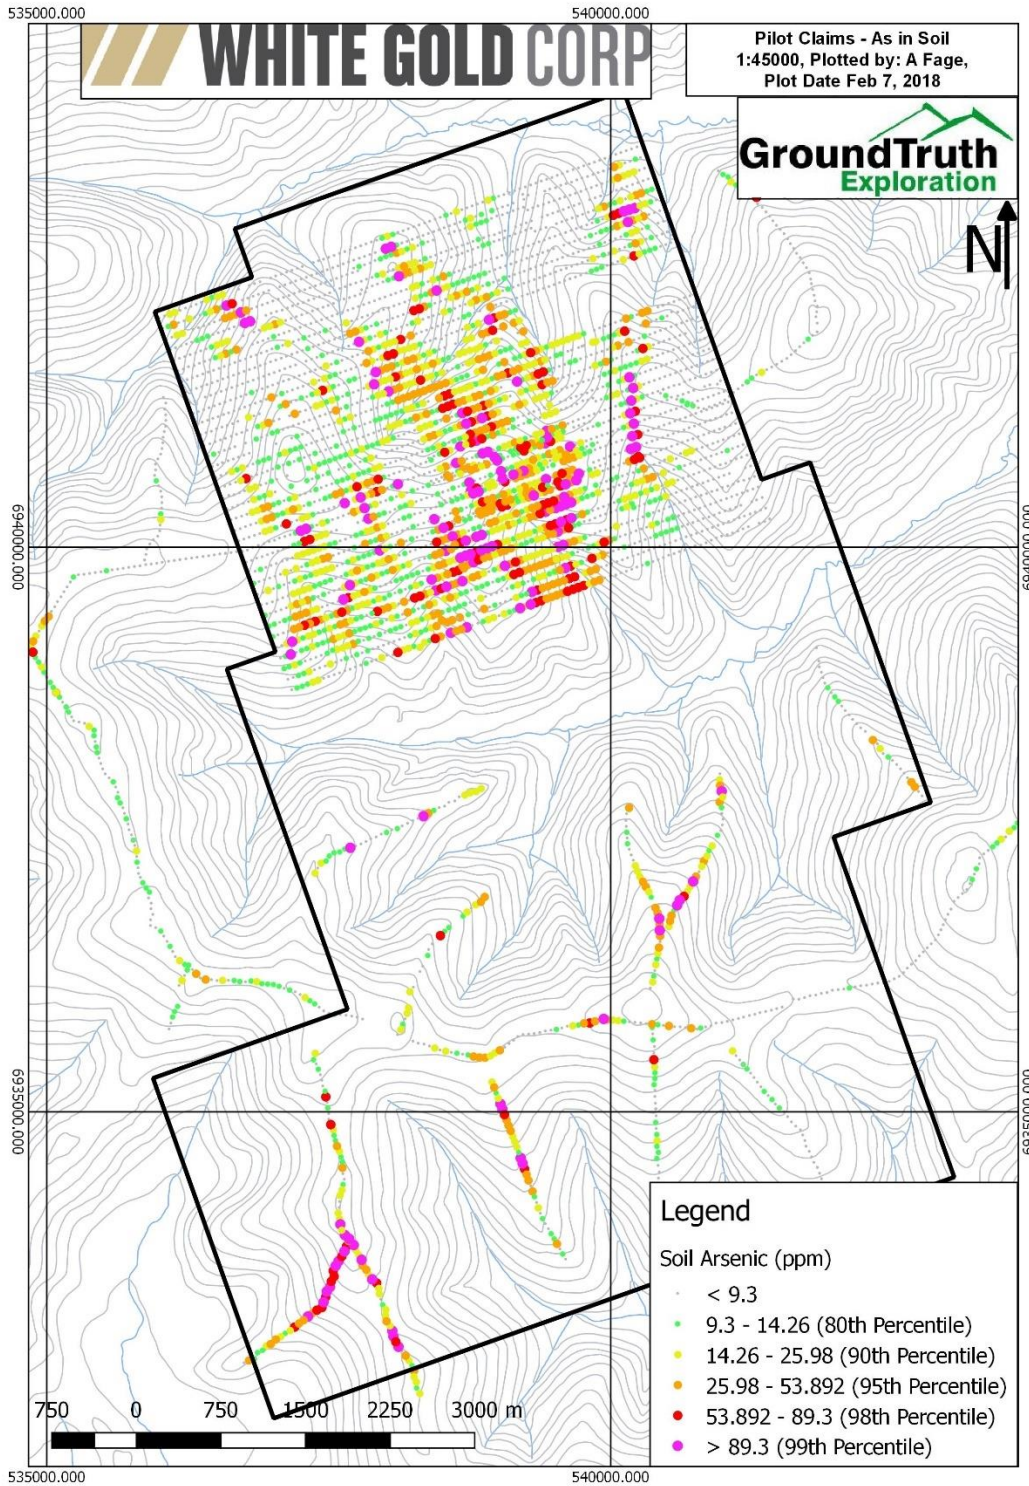 535000.000 540000.000
WHITE GOLD CORP
Pilot Claims - As in Soil
1:45000, Plotted by: A Fage,
Plot Date Feb 7, 2018
GroundTruth
Exploration
N
6940000.000 6940000.000
6935000.000 6935000.000
Legend
Soil Arsenic (ppm)
< 9.3
9.3 - 14.26 (80th Percentile)
14.26 - 25.98 (90th Percentile)
25.98 - 53.892 (95th Percentile)
53.892 - 89.3 (98th Percentile)
> 89.3 (99th Percentile)
750 0 750 1500 2250 3000 m
535000.000 540000.000